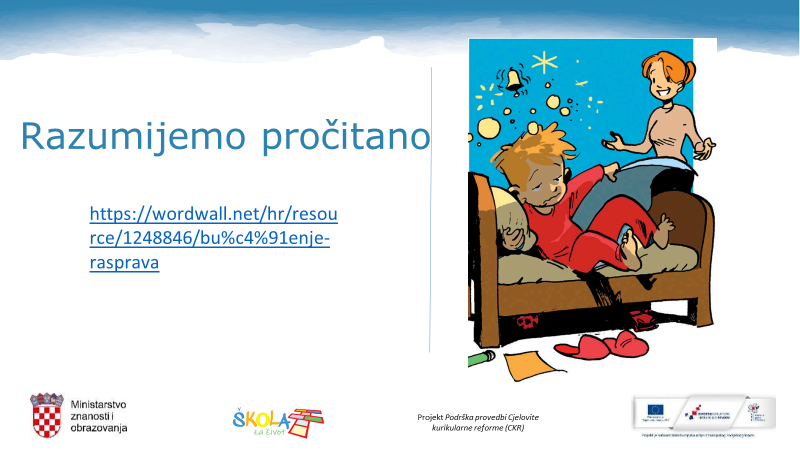 Razumijemo pročitano
https://wordwall.net/hr/resou
rce/1248846/bu%c4%91enje-
rasprava
Ministarstvo
znanosti i
obrazovanja
ŠKOLA
za život
Projekt Podrška provedbi Cjelovite
kurikularne reforme (CKR)